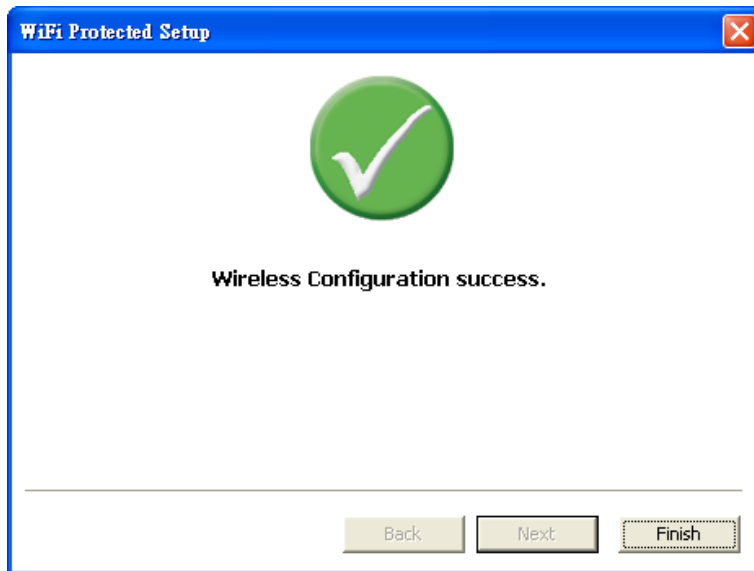 WiFi Protected Setup
Wireless Configuration success.
Back Next Finish